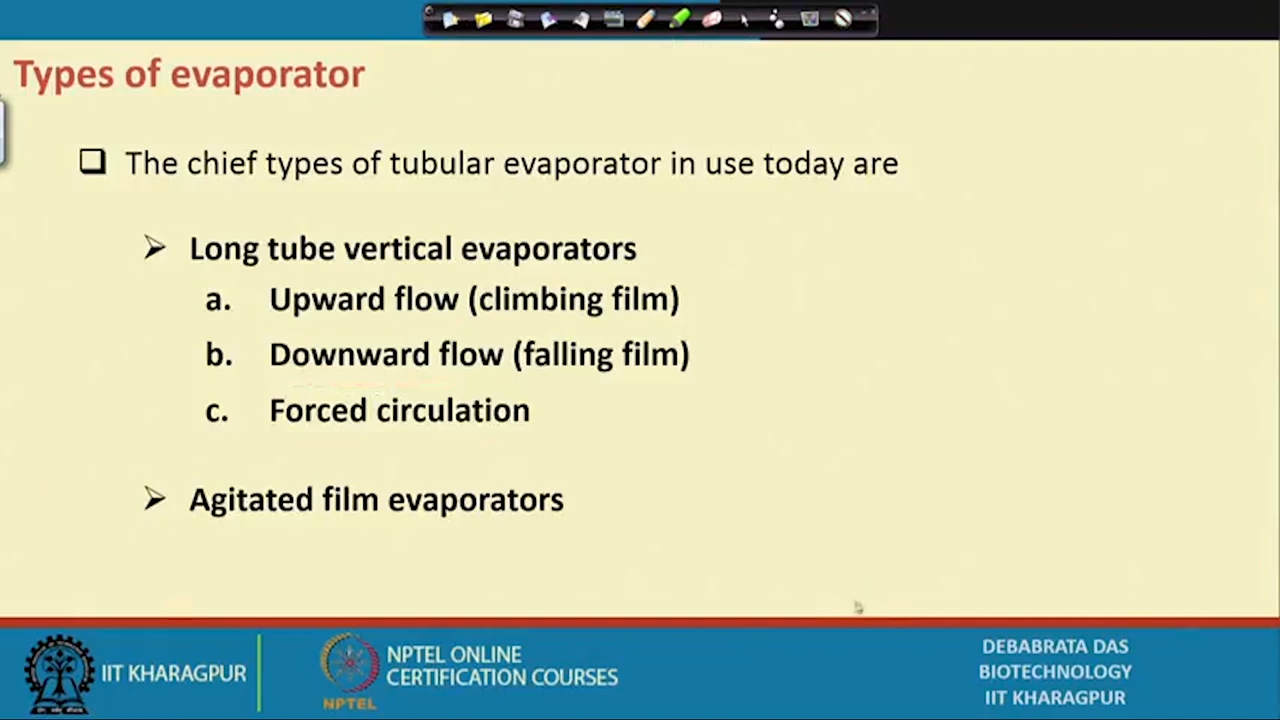 Types of evaporator
❑ The chief types of tubular evaporator in use today are
➢ Long tube vertical evaporators
a. Upward flow (climbing film)
b. Downward flow (falling film)
c. Forced circulation
➢ Agitated film evaporators
IIT KHARAGPUR
NPTEL
NPTEL ONLINE
CERTIFICATION COURSES
DEBABRATA DAS
BIOTECHNOLOGY
IIT KHARAGPUR